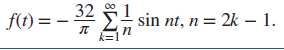 f(t) = − 32/π ∞∑k=1 1/n sin nt, n = 2k − 1.